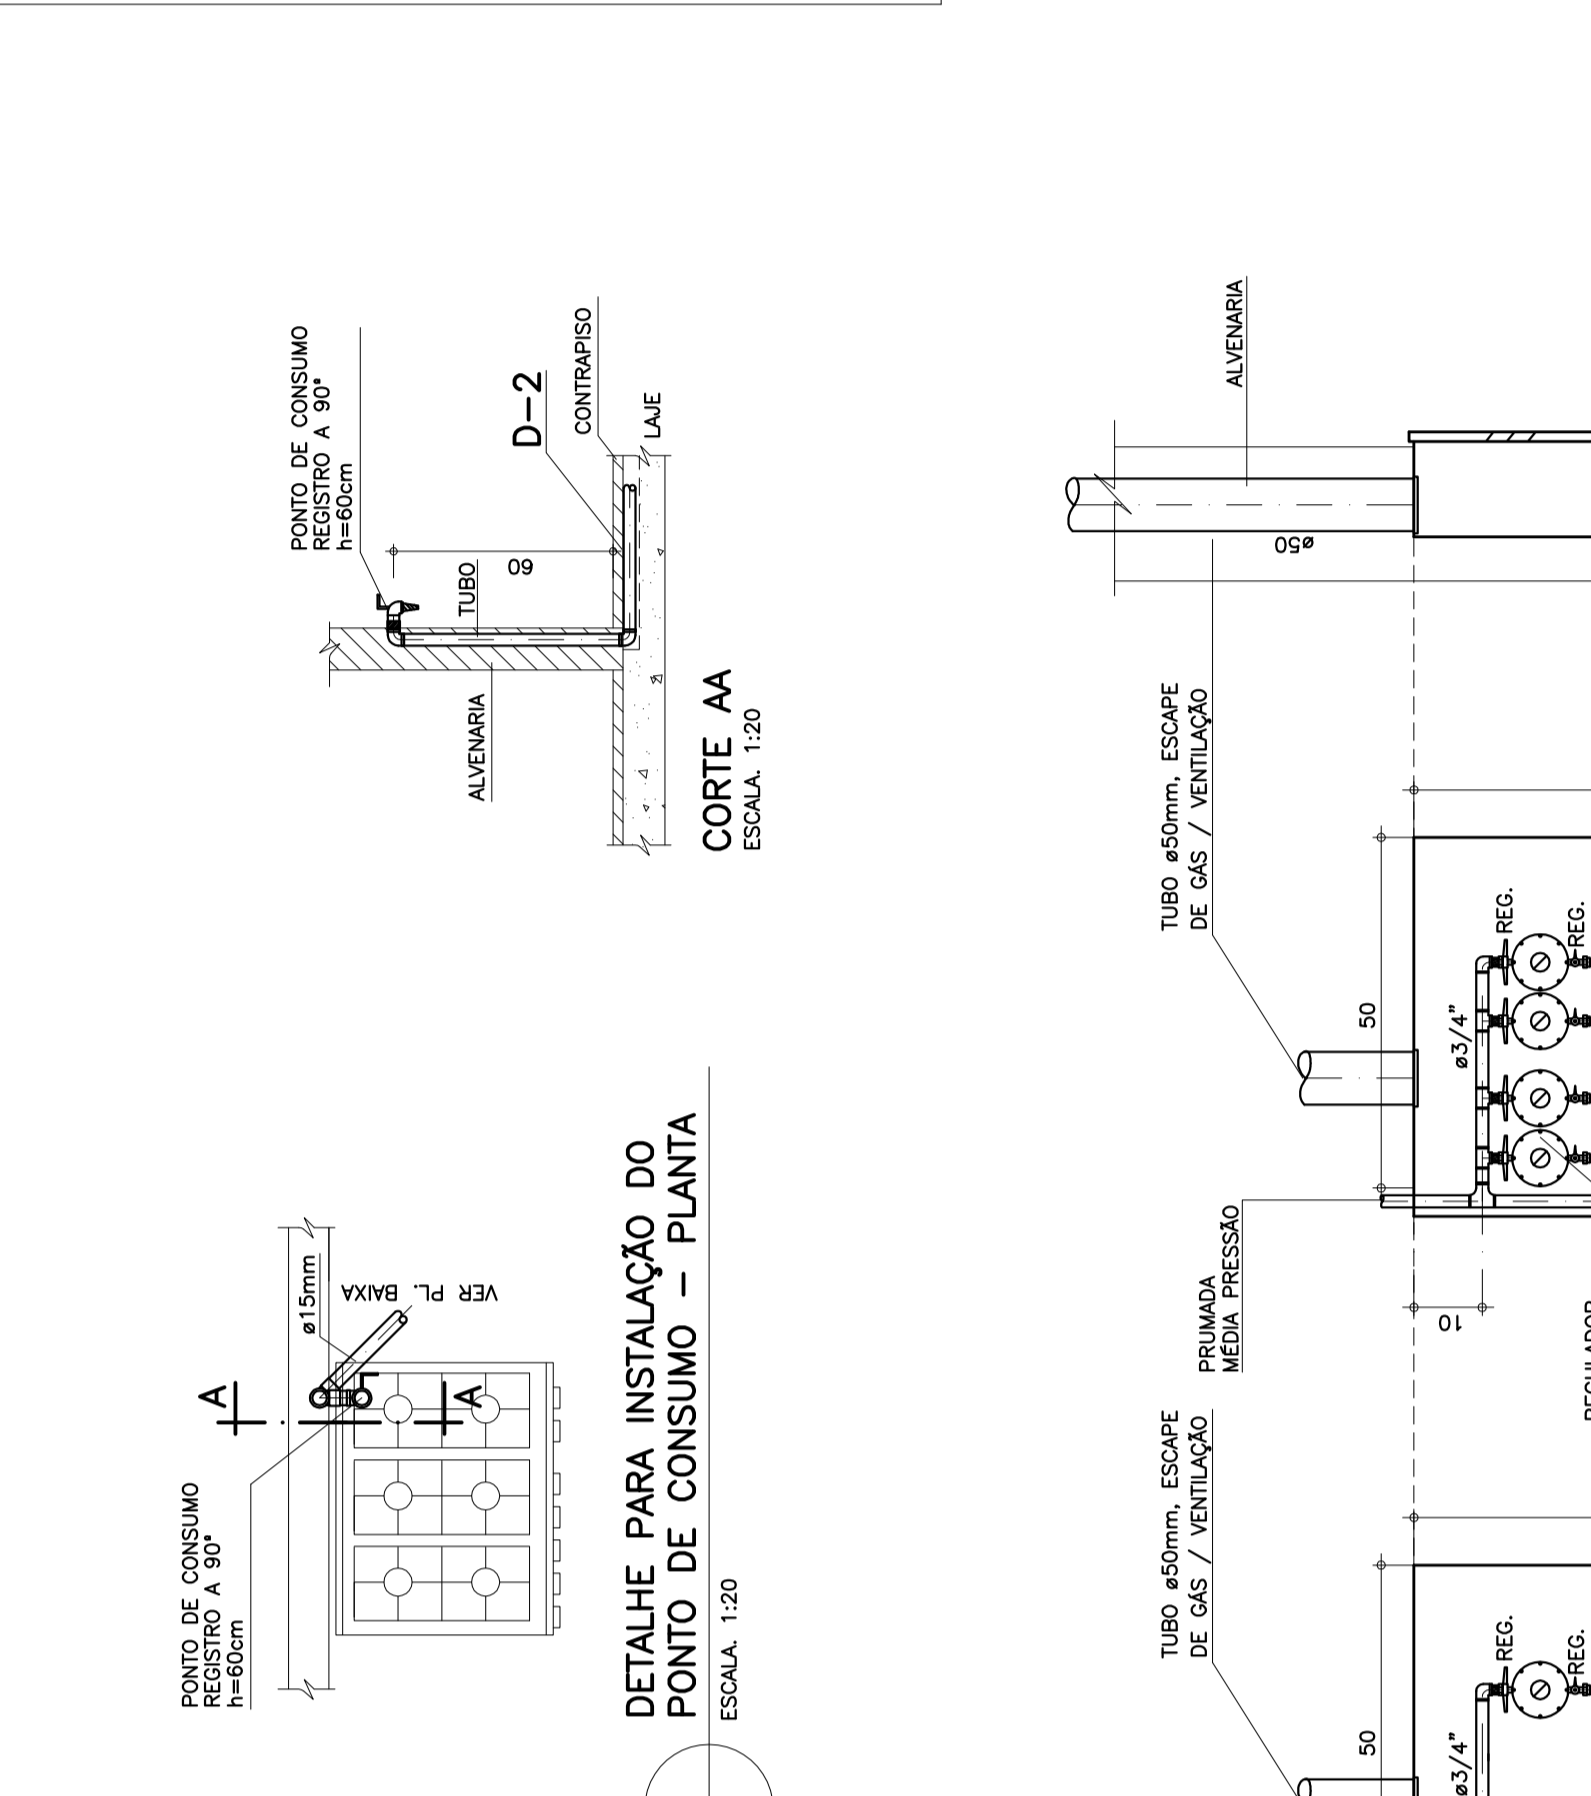 PONTO DE CONSUMO
REGISTRO A 90°
h=60cm
A
A
ø15mm
VER PL. BAIXA
DETALHE PARA INSTALAÇÃO DO
PONTO DE CONSUMO – PLANTA
ESCALA. 1:20
PONTO DE CONSUMO
REGISTRO A 90°
h=60cm
TUBO
60
D–2
CONTRAPISO
LAJE
ALVENARIA
CORTE AA
ESCALA. 1:20
TUBO ø50mm, ESCAPE
DE GÁS / VENTILAÇÃO
50
ø3/4"
REG.
REG.
PRUMADA
MÉDIA PRESSÃO
10
REGULADOR
TUBO ø50mm, ESCAPE
DE GÁS / VENTILAÇÃO
50
ø3/4"
REG.
REG.
ø50
ALVENARIA